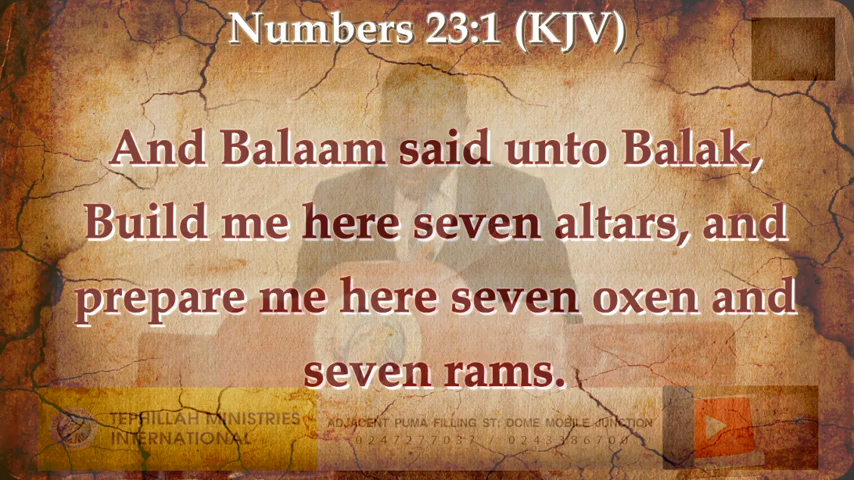 Numbers 23:1 (KJV)
And Balaam said unto Balak,
Build me here seven altars, and
prepare me here seven oxen and
seven rams.
TEPHILLAH MINISTRIES
INTERNATIONAL
ADJACENT PUMA FILLING ST; DOME MOBILE JUNCTION